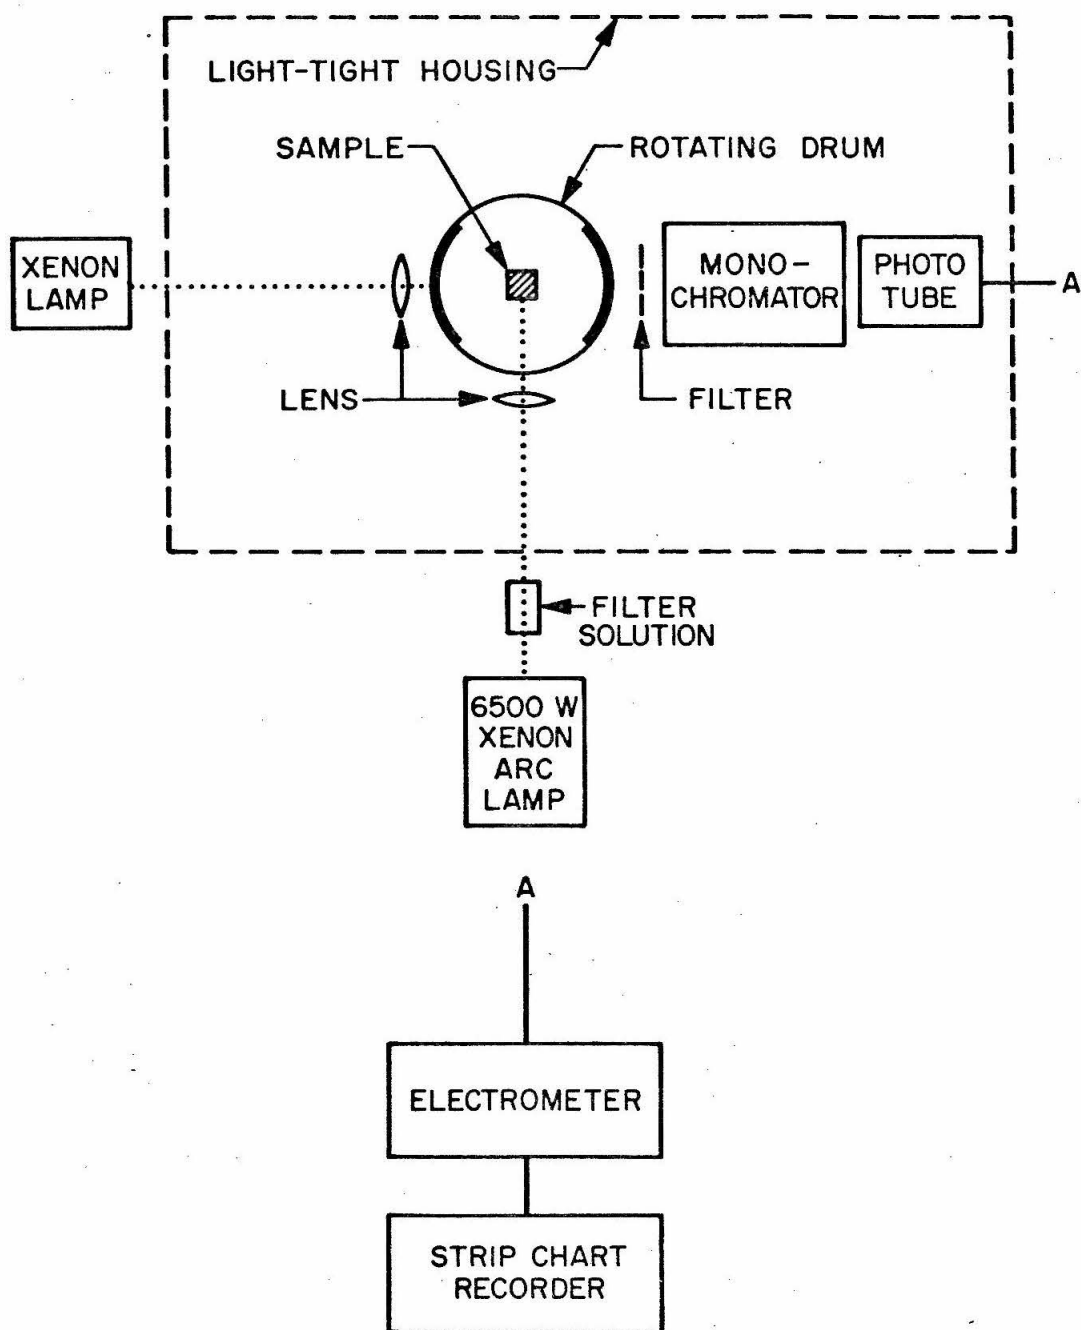 LIGHT-TIGHT HOUSING
SAMPLE
ROTATING DRUM
XENON
LAMP
MONO-
CHROMATOR
PHOTO
TUBE
A
LENS
FILTER
FILTER
SOLUTION
6500 W
XENON
ARC
LAMP
A
ELECTROMETER
STRIP CHART
RECORDER